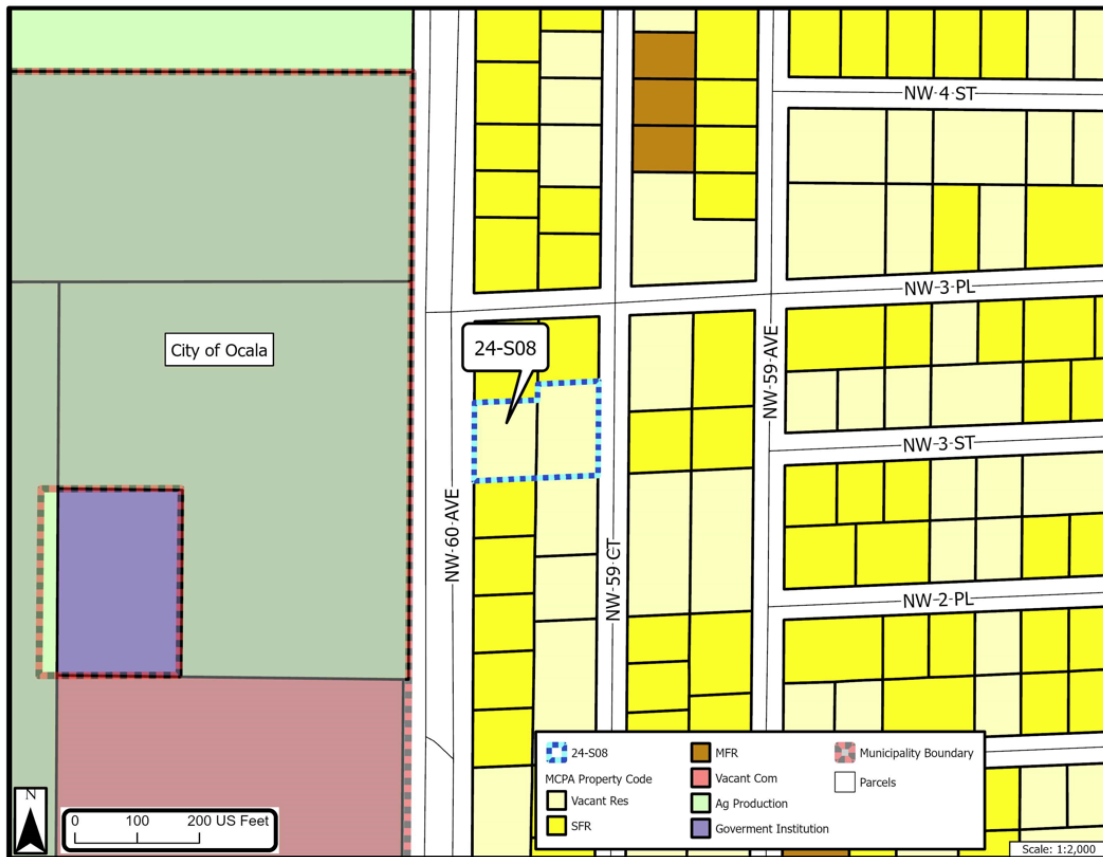 NW 4 ST
NW 3 PL
City of Ocala
24-S08
NW 59 AVE
NW 3 ST
NW 60 AVE
NW 59 CT
NW 2 PL
24-S08
MCPA Property Code
Vacant Res
SFR
MFR
Vacant Com
Ag Production
Goverment Institution
Municipality Boundary
Parcels
N
0 100 200 US Feet
Scale: 1:2,000